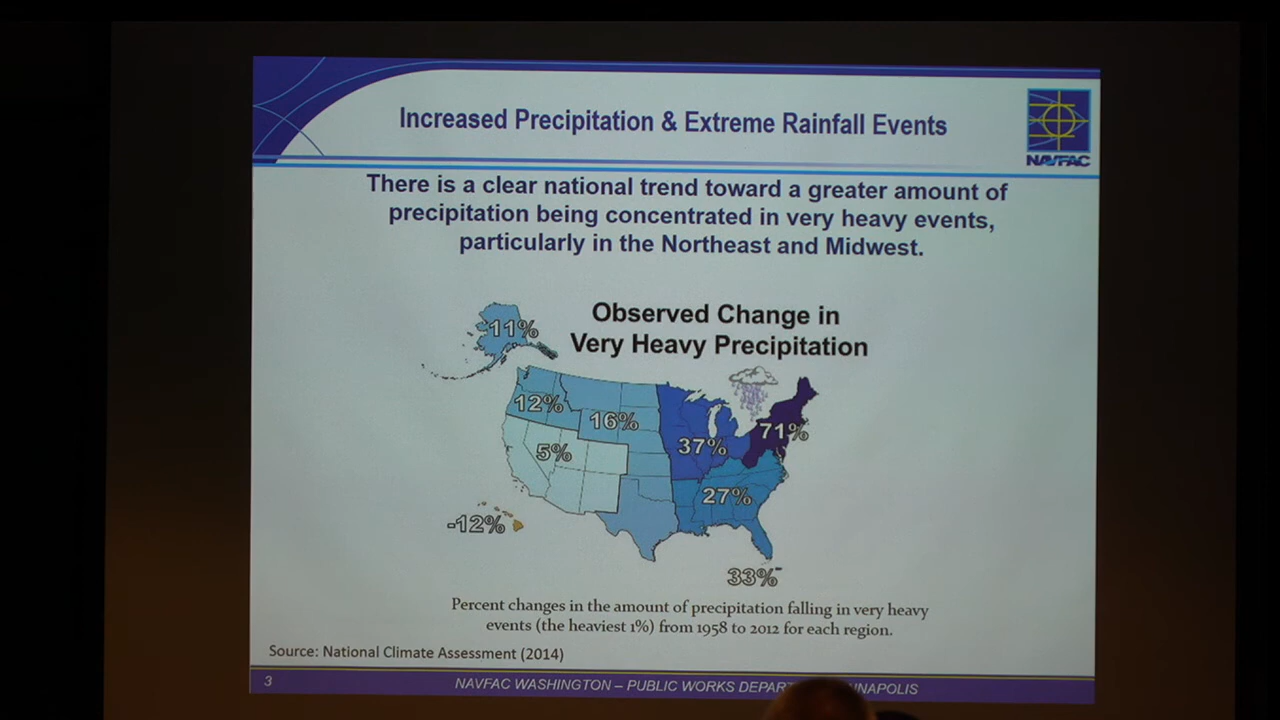 Increased Precipitation & Extreme Rainfall Events
NAVFAC
There is a clear national trend toward a greater amount of
precipitation being concentrated in very heavy events,
particularly in the Northeast and Midwest.
Observed Change in
Very Heavy Precipitation
11%
12%
16%
5%
37%
71%
27%
-12%
33%
Percent changes in the amount of precipitation falling in very heavy
events (the heaviest 1%) from 1958 to 2012 for each region.
Source: National Climate Assessment (2014)
3
NAVFAC WASHINGTON – PUBLIC WORKS